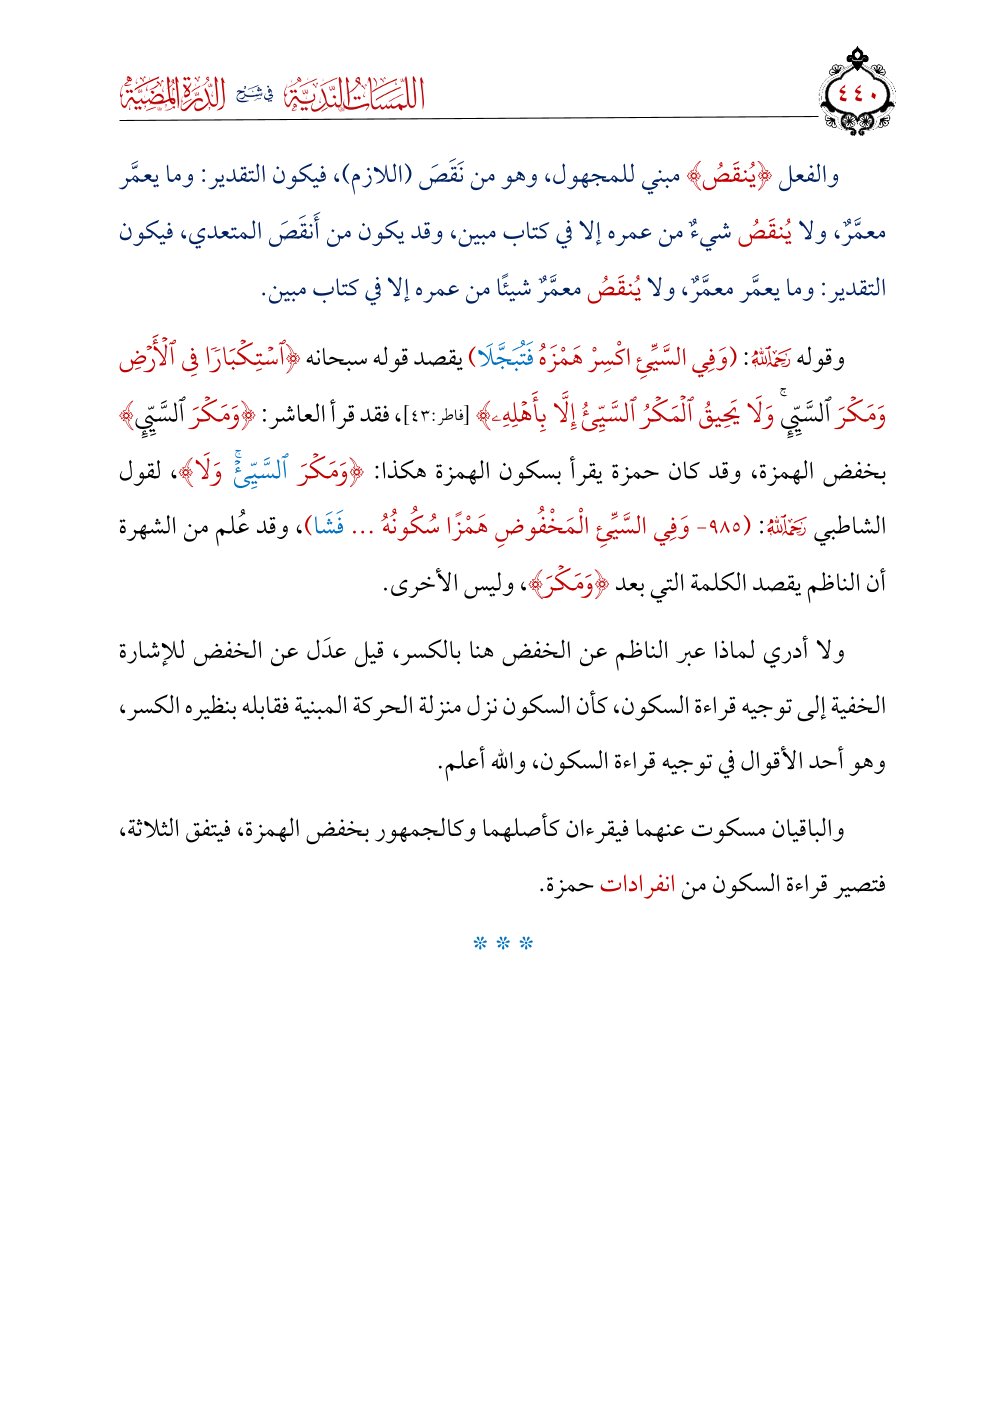 اللمسات الندية في شرح الدرة المضية
٤٤٠
والفعل ﴿يُنقَصُ﴾ مبني للمجهول، وهو من نَقَصَ (اللازم)، فيكون التقدير: وما يعمَّر
معمَّرٌ، ولا يُنقَصُ شيءٌ من عمره إلا في كتاب مبين، وقد يكون من أَنقَصَ المتعدي، فيكون
التقدير: وما يعمَّر معمَّرٌ، ولا يُنقَصُ معمَّرٌ شيئًا من عمره إلا في كتاب مبين.
وقوله رَحِمَهُ ٱللَّهُ: (وَفِي السَّيِّئِ اكْسِرْ هَمْزَهُ فَتُبَجَّلَا) يقصد قوله سبحانه ﴿ٱسْتِكْبَارًا فِى ٱلْأَرْضِ
وَمَكْرَ ٱلسَّيِّىِٕۚ وَلَا يَحِيقُ ٱلْمَكْرُ ٱلسَّيِّئُ إِلَّا بِأَهْلِهِۦ﴾ [فاطر:٤٣]، فقد قرأ العاشر: ﴿وَمَكْرَ ٱلسَّيِّىِٕ﴾
بخفض الهمزة، وقد كان حمزة يقرأ بسكون الهمزة هكذا: ﴿وَمَكْرَ ٱلسَّيِّئْۚ وَلَا﴾، لقول
الشاطبي رَحِمَهُ ٱللَّهُ: (٩٨٥- وَفِي السَّيِّئِ الْمَخْفُوضِ هَمْزًا سُكُونُهُ ... فَشَا)، وقد عُلم من الشهرة
أن الناظم يقصد الكلمة التي بعد ﴿وَمَكْرَ﴾، وليس الأخرى.
ولا أدري لماذا عبر الناظم عن الخفض هنا بالكسر، قيل عدَل عن الخفض للإشارة
الخفية إلى توجيه قراءة السكون، كأن السكون نزل منزلة الحركة المبنية فقابله بنظيره الكسر،
وهو أحد الأقوال في توجيه قراءة السكون، والله أعلم.
والباقيان مسكوت عنهما فيقرءان كأصلهما وكالجمهور بخفض الهمزة، فيتفق الثلاثة،
فتصير قراءة السكون من انفرادات حمزة.
* * *